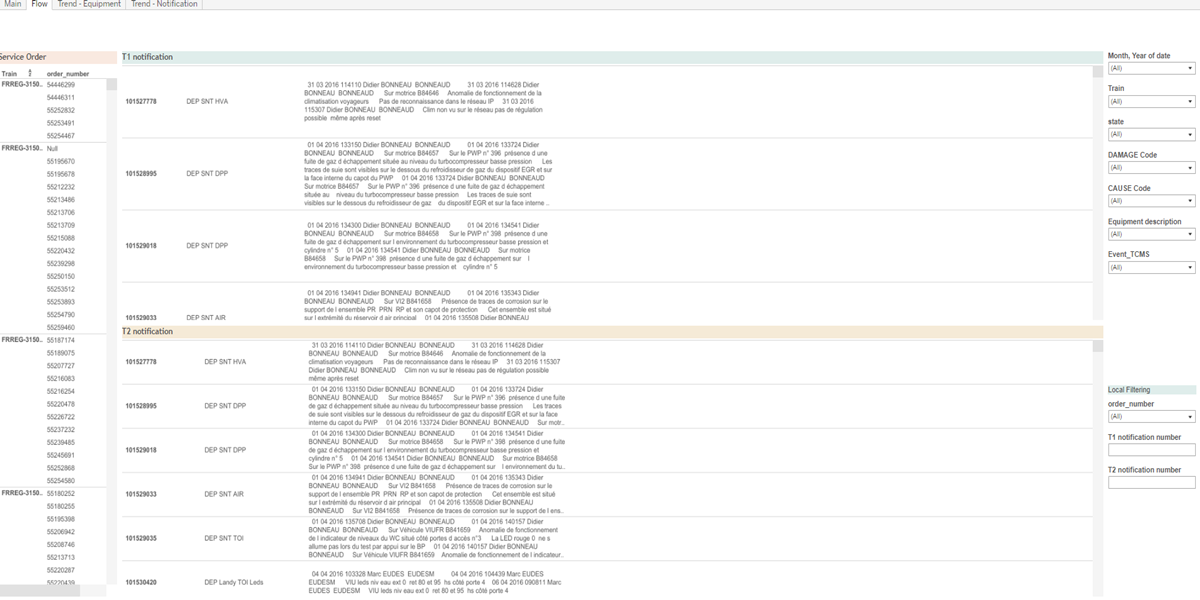 Main Flow Trend - Equipment Trend - Notification
Service Order
Train order_number
FRREG-3150.. 54446299
54446311
55252832
55253491
55254467
FRREG-3150.. Null
55195670
55195678
55212232
55213486
55213706
55213709
55215088
55220432
55239298
55250150
55253512
55253893
55254790
55259460
FRREG-3150.. 55187174
55189075
55207727
55216083
55216254
55220478
55226722
55237232
55239485
55245691
55252868
55254580
FRREG-3150.. 55180252
55180255
55195398
55206942
55208746
55213713
55220287
55220439
T1 notification
101527778 DEP SNT HVA
31 03 2016 114110 Didier BONNEAU BONNEAUD 31 03 2016 114628 Didier
BONNEAU BONNEAUD Sur motrice B84646 Anomalie de fonctionnement de la
climatisation voyageurs Pas de reconnaissance dans le réseau IP 31 03 2016
115307 Didier BONNEAU BONNEAUD Clim non vu sur le réseau pas de régulation
possible même après reset
101528995 DEP SNT DPP
01 04 2016 133150 Didier BONNEAU BONNEAUD 01 04 2016 133724 Didier
BONNEAU BONNEAUD Sur motrice B84657 Sur le PWP n° 396 présence d une
fuite de gaz d échappement située au niveau du turbocompresseur basse pression Les
traces de suie sont visibles sur le dessous du refroidisseur de gaz du dispositif EGR et sur
la face interne du capot du PWP 01 04 2016 133724 Didier BONNEAU BONNEAUD
Sur motrice B84657 Sur le PWP n° 396 présence d une fuite de gaz d échappement
située au niveau du turbocompresseur basse pression Les traces de suie sont
visibles sur le dessous du refroidisseur de gaz du dispositif EGR et sur la face interne ..
101529018 DEP SNT DPP
01 04 2016 134300 Didier BONNEAU BONNEAUD 01 04 2016 134541 Didier
BONNEAU BONNEAUD Sur motrice B84658 Sur le PWP n° 398 présence d une
fuite de gaz d échappement sur l environnement du turbocompresseur basse pression et
cylindre n° 5 01 04 2016 134541 Didier BONNEAU BONNEAUD Sur motrice
B84658 Sur le PWP n° 398 présence d une fuite de gaz d échappement sur l
environnement du turbocompresseur basse pression et cylindre n° 5
101529033 DEP SNT AIR
01 04 2016 134941 Didier BONNEAU BONNEAUD 01 04 2016 135343 Didier
BONNEAU BONNEAUD Sur VI2 B841658 Présence de traces de corrosion sur le
support de l ensemble PR PRN RP et son capot de protection Cet ensemble est situé
sur l extrémité du réservoir d air principal 01 04 2016 135508 Didier BONNEAU
T2 notification
101527778 DEP SNT HVA
31 03 2016 114110 Didier BONNEAU BONNEAUD 31 03 2016 114628 Didier
BONNEAU BONNEAUD Sur motrice B84646 Anomalie de fonctionnement de la
climatisation voyageurs Pas de reconnaissance dans le réseau IP 31 03 2016 115307
Didier BONNEAU BONNEAUD Clim non vu sur le réseau pas de régulation possible
même après reset
101528995 DEP SNT DPP
01 04 2016 133150 Didier BONNEAU BONNEAUD 01 04 2016 133724 Didier
BONNEAU BONNEAUD Sur motrice B84657 Sur le PWP n° 396 présence d une fuite
de gaz d échappement située au niveau du turbocompresseur basse pression Les traces
de suie sont visibles sur le dessous du refroidisseur de gaz du dispositif EGR et sur la face
interne du capot du PWP 01 04 2016 133724 Didier BONNEAU BONNEAUD Sur motr..
101529018 DEP SNT DPP
01 04 2016 134300 Didier BONNEAU BONNEAUD 01 04 2016 134541 Didier
BONNEAU BONNEAUD Sur motrice B84658 Sur le PWP n° 398 présence d une fuite
de gaz d échappement sur l environnement du turbocompresseur basse pression et
cylindre n° 5 01 04 2016 134541 Didier BONNEAU BONNEAUD Sur motrice B84658
Sur le PWP n° 398 présence d une fuite de gaz d échappement sur l environnement du tu..
101529033 DEP SNT AIR
01 04 2016 134941 Didier BONNEAU BONNEAUD 01 04 2016 135343 Didier
BONNEAU BONNEAUD Sur VI2 B841658 Présence de traces de corrosion sur le
support de l ensemble PR PRN RP et son capot de protection Cet ensemble est situé
sur l extrémité du réservoir d air principal 01 04 2016 135508 Didier BONNEAU
BONNEAUD Sur VI2 B841658 Présence de traces de corrosion sur le support de l ens..
101529035 DEP SNT TOI
01 04 2016 135708 Didier BONNEAU BONNEAUD 01 04 2016 140157 Didier
BONNEAU BONNEAUD Sur Véhicule VIUFR B841659 Anomalie de fonctionnement
de l indicateur de niveaux du WC situé côté portes d accès n°3 La LED rouge 0 ne s
allume pas lors du test par appui sur le BP 01 04 2016 140157 Didier BONNEAU
BONNEAUD Sur Véhicule VIUFR B841659 Anomalie de fonctionnement de l indicateur..
101530420 DEP Landy TOI Leds
04 04 2016 103328 Marc EUDES EUDESM 04 04 2016 104439 Marc EUDES
EUDESM VIU leds niv eau ext 0 ret 80 et 95 hs côté porte 4 06 04 2016 090811 Marc
EUDES EUDESM VIU leds niv eau ext 0 ret 80 et 95 hs côté porte 4
Month, Year of date
(All)
Train
(All)
state
(All)
DAMAGE Code
(All)
CAUSE Code
(All)
Equipment description
(All)
Event_TCMS
(All)
Local Filtering
order_number
(All)
T1 notification number
T2 notification number